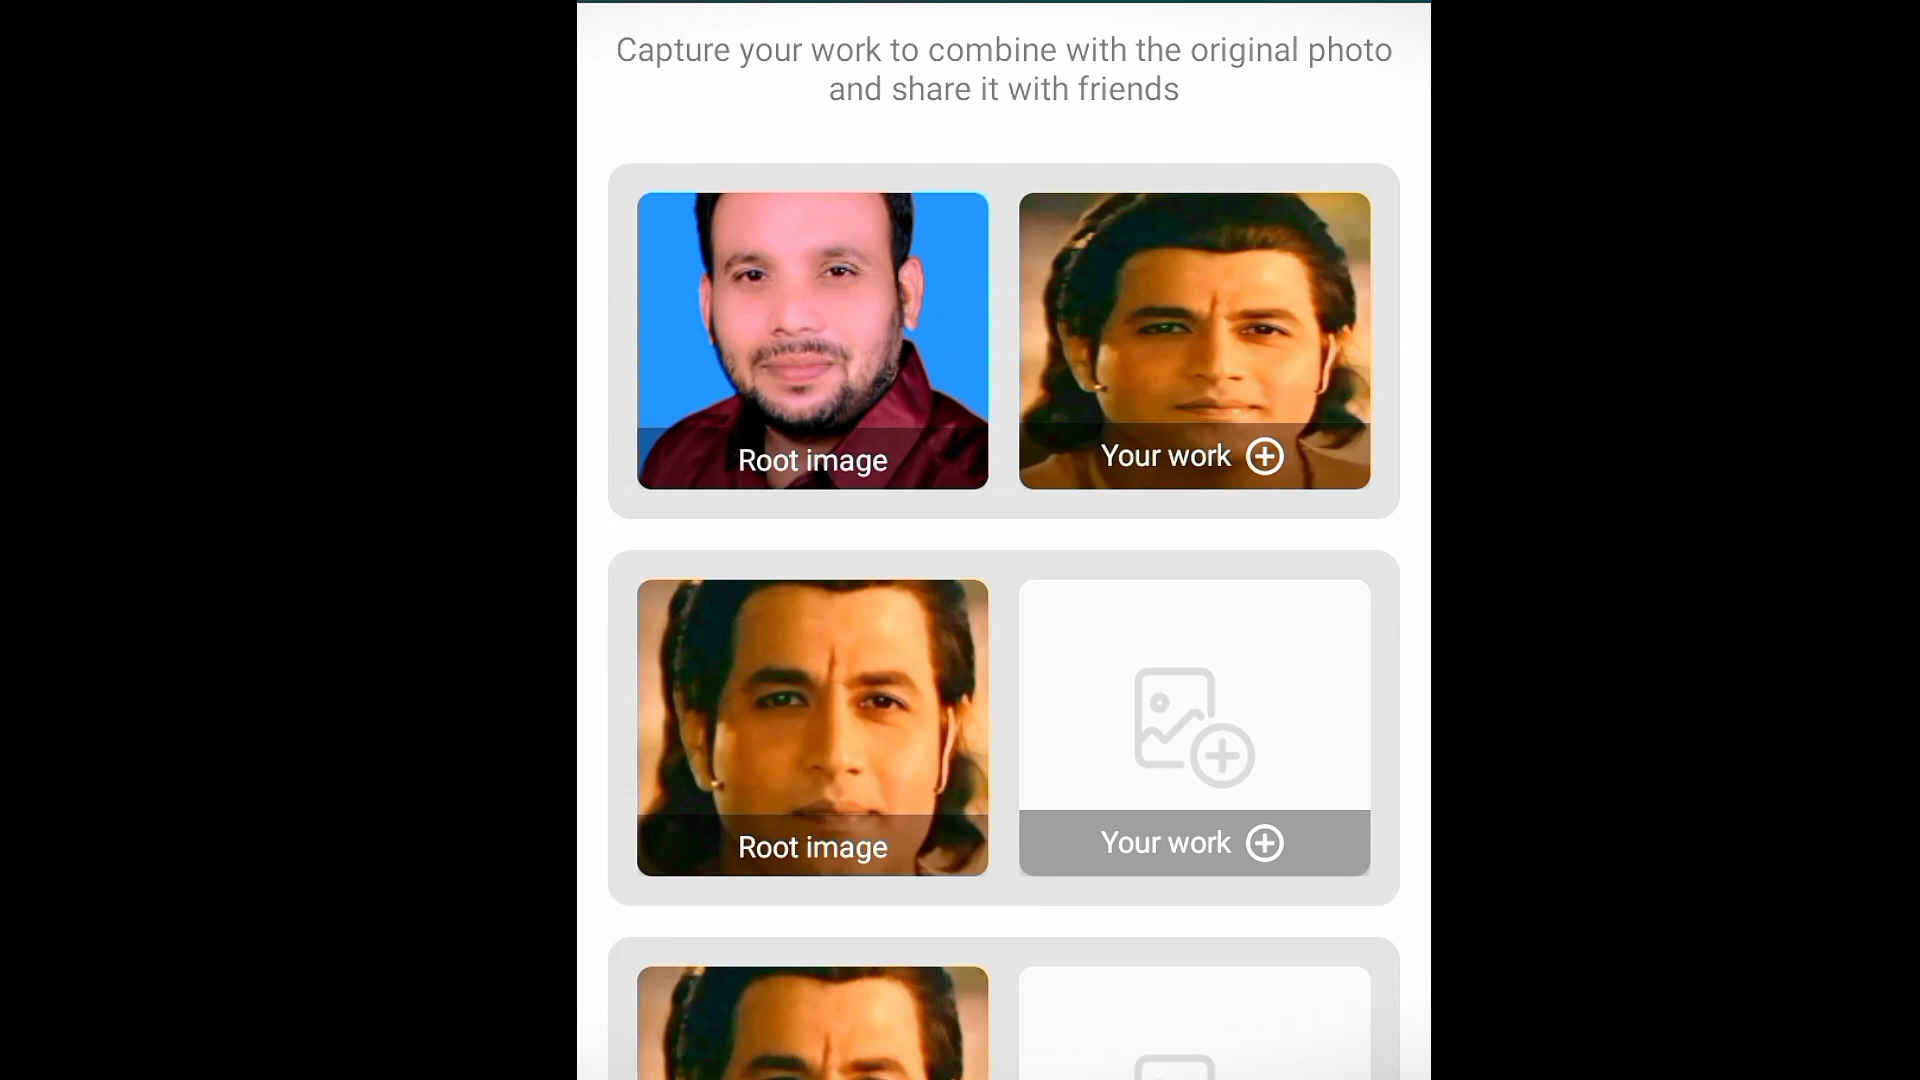 Capture your work to combine with the original photo
and share it with friends
Root image
Your work
Root image
Your work